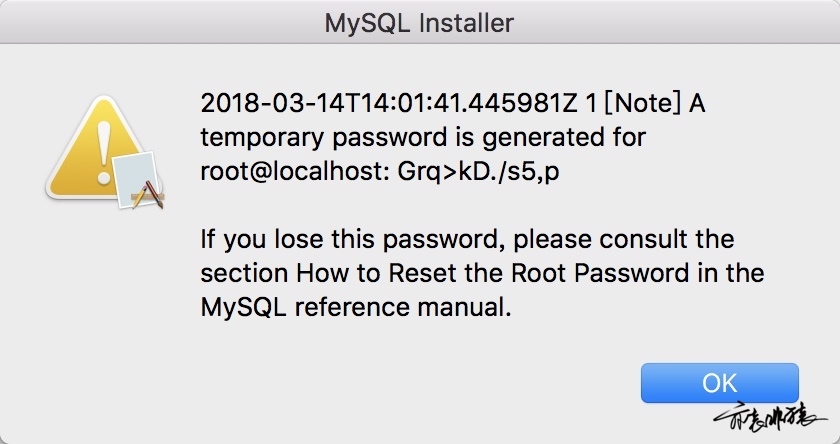 MySQL Installer
2018-03-14T14:01:41.445981Z 1 [Note] A
temporary password is generated for
root@localhost: Grq>kD./s5,p
If you lose this password, please consult the
section How to Reset the Root Password in the
MySQL reference manual.
OK